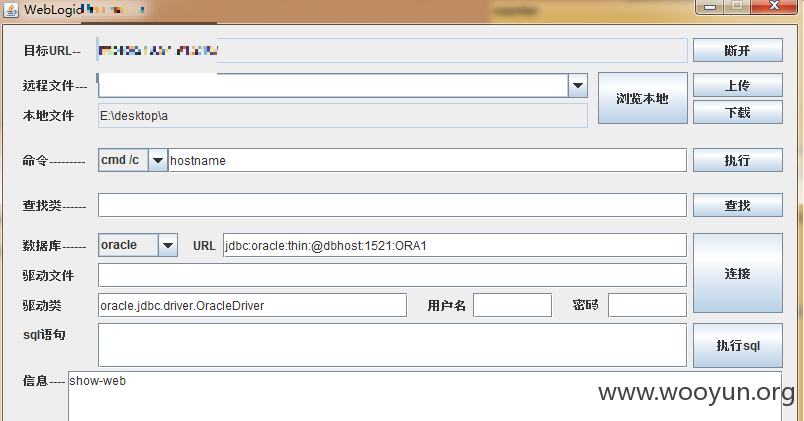 WebLogic
目标URL-- 断开
远程文件--- 浏览本地 上传
本地文件 E:\desktop\a 下载
命令--------- cmd /c hostname 执行
查找类------ 查找
数据库------ oracle URL jdbc:oracle:thin:@dbhost:1521:ORA1 连接
驱动文件
驱动类 oracle.jdbc.driver.OracleDriver 用户名 密码
sql语句 执行sql
信息---- show-web
www.wooyun.org